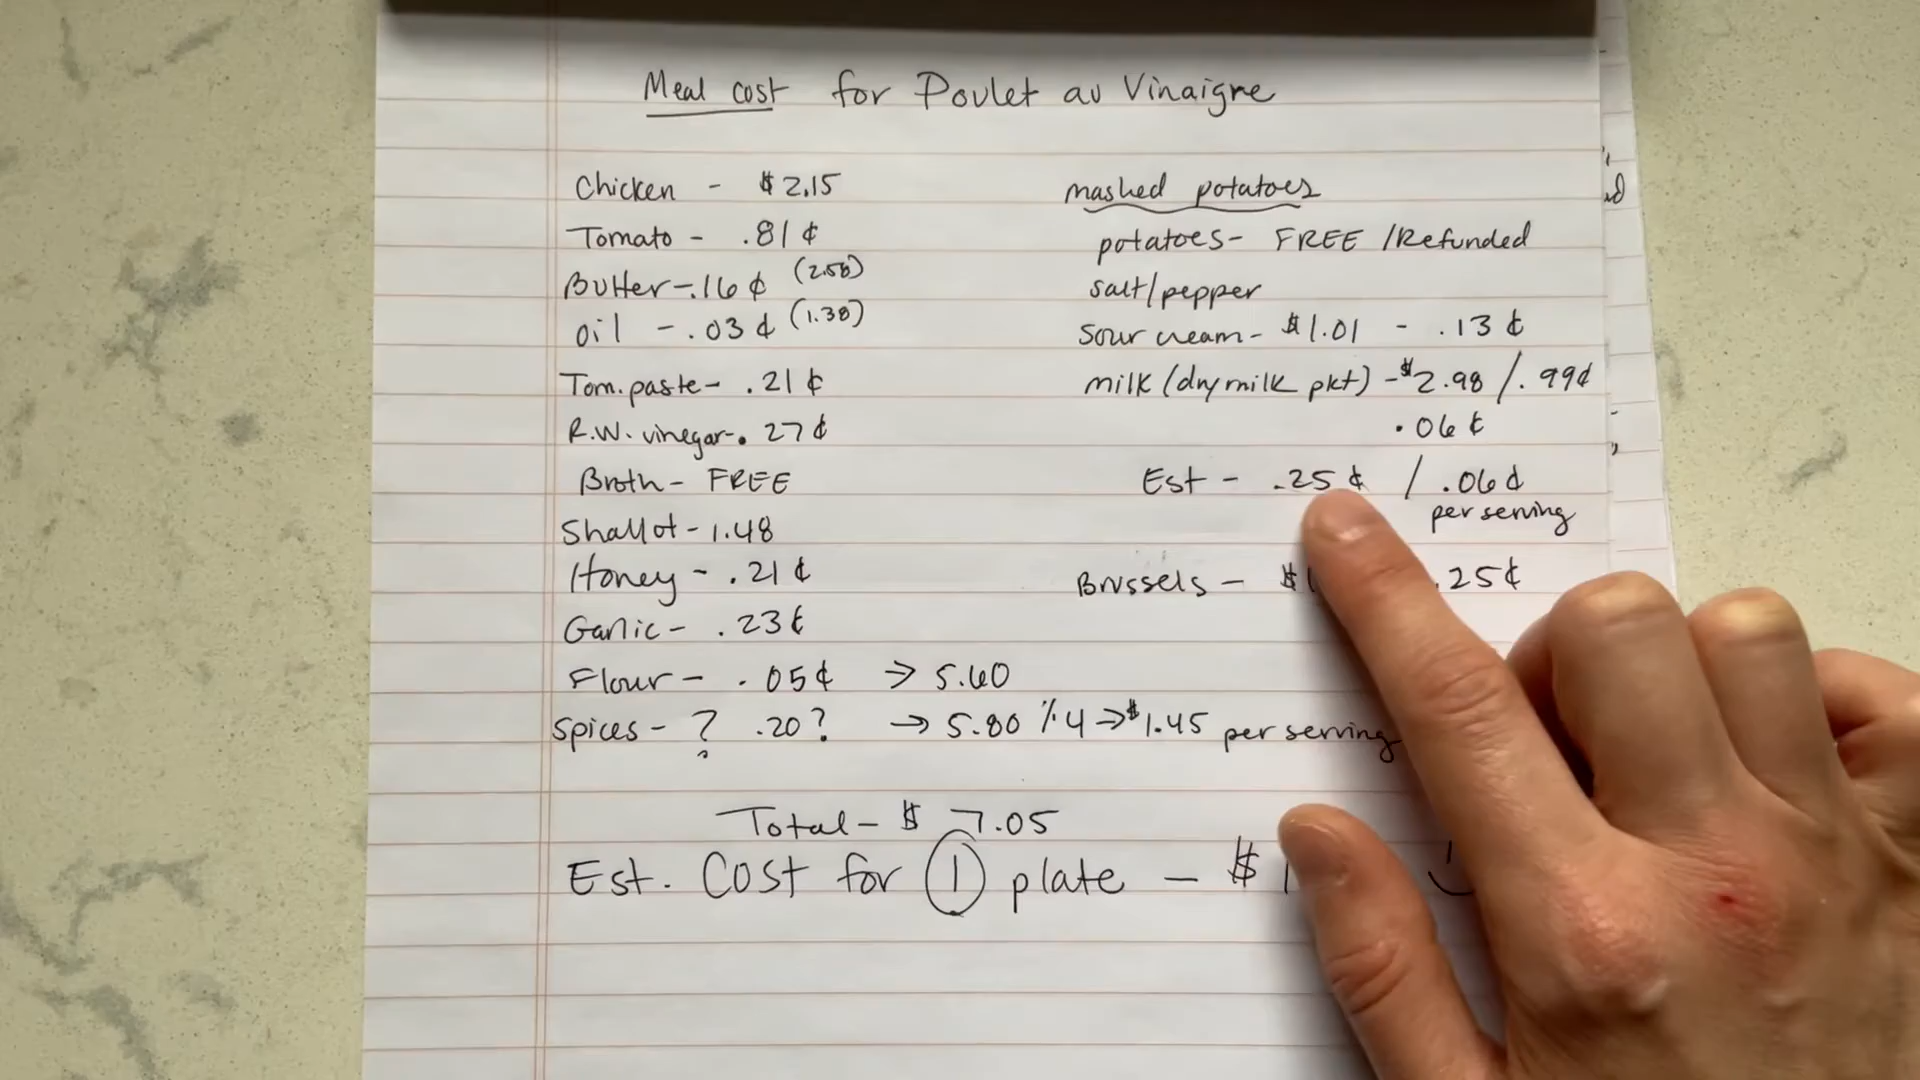 Meal cost for Poulet au Vinaigre
Chicken - $2.15
Tomato - .81¢
Butter - .16¢ (2.56)
oil - .03¢ (1.38)
Tom. paste - .21¢
R.W. vinegar - .27¢
Broth - FREE
Shallot - 1.48
Honey - .21¢
Garlic - .23¢
Flour - .05¢ → 5.60
Spices - ? .20? → 5.80 % 4 → $1.45 per serving
mashed potatoes
potatoes - FREE /Refunded
salt/pepper
sour cream - $1.01 - .13¢
milk (dry milk pkt) - $2.98 /.99¢
.06¢
Est - .25¢ / .06¢
per serving
Brussels - $1 .25¢
Total - $ 7.05
Est. Cost for 1 plate - $1